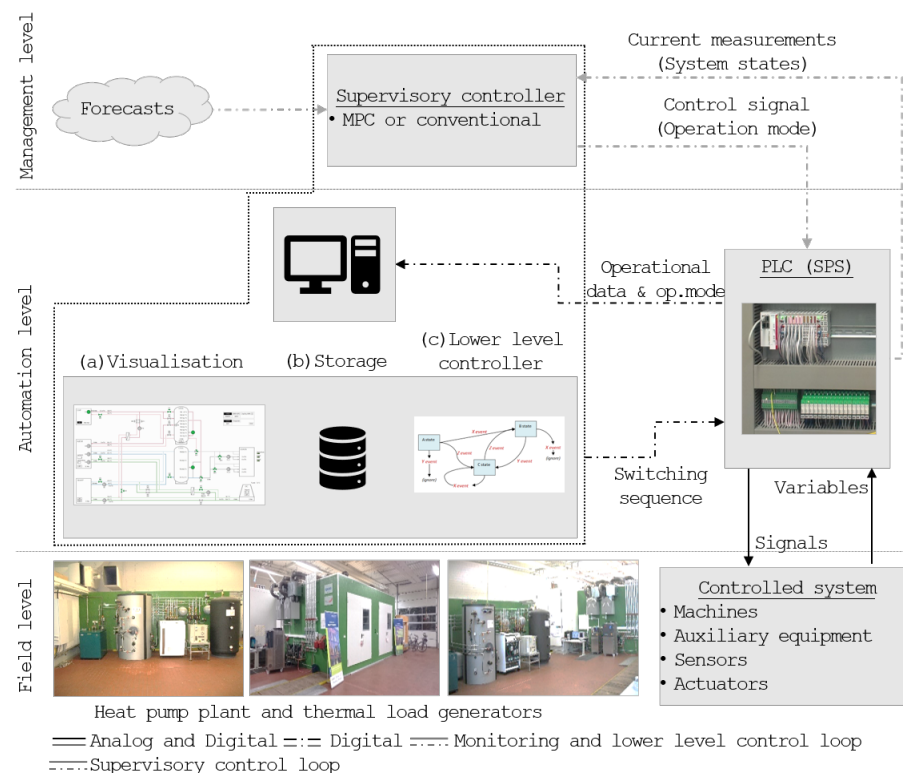 Management level
Forecasts
Supervisory controller
• MPC or conventional
Current measurements
(System states)
Control signal
(Operation mode)
Automation level
Operational
data & op.mode
PLC (SPS)
(a)Visualisation
(b)Storage
(c)Lower level
controller
Switching
sequence
Variables
Signals
Field level
Controlled system
• Machines
• Auxiliary equipment
• Sensors
• Actuators
Heat pump plant and thermal load generators
Analog and Digital
Digital
Monitoring and lower level control loop
Supervisory control loop